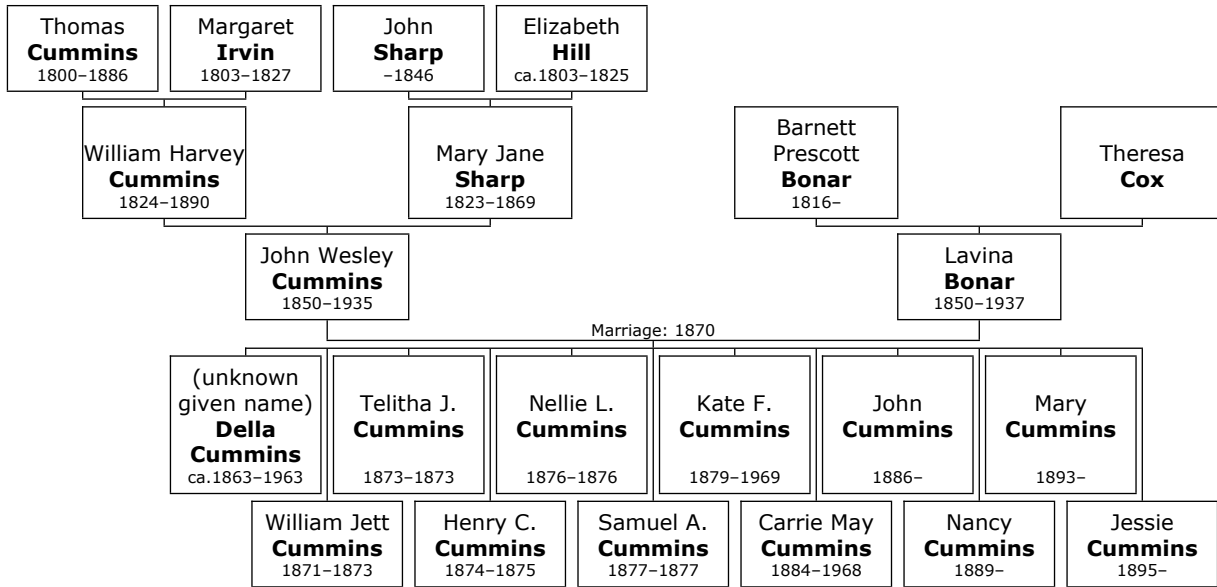 Thomas
Cummins
1800–1886
Margaret
Irvin
1803–1827
John
Sharp
–1846
Elizabeth
Hill
ca.1803–1825
William Harvey
Cummins
1824–1890
Mary Jane
Sharp
1823–1869
Barnett
Prescott
Bonar
1816–
Theresa
Cox
John Wesley
Cummins
1850–1935
Lavina
Bonar
1850–1937
Marriage: 1870
(unknown
given name)
Della
Cummins
ca.1863–1963
Telitha J.
Cummins
1873–1873
Nellie L.
Cummins
1876–1876
Kate F.
Cummins
1879–1969
John
Cummins
1886–
Mary
Cummins
1893–
William Jett
Cummins
1871–1873
Henry C.
Cummins
1874–1875
Samuel A.
Cummins
1877–1877
Carrie May
Cummins
1884–1968
Nancy
Cummins
1889–
Jessie
Cummins
1895–